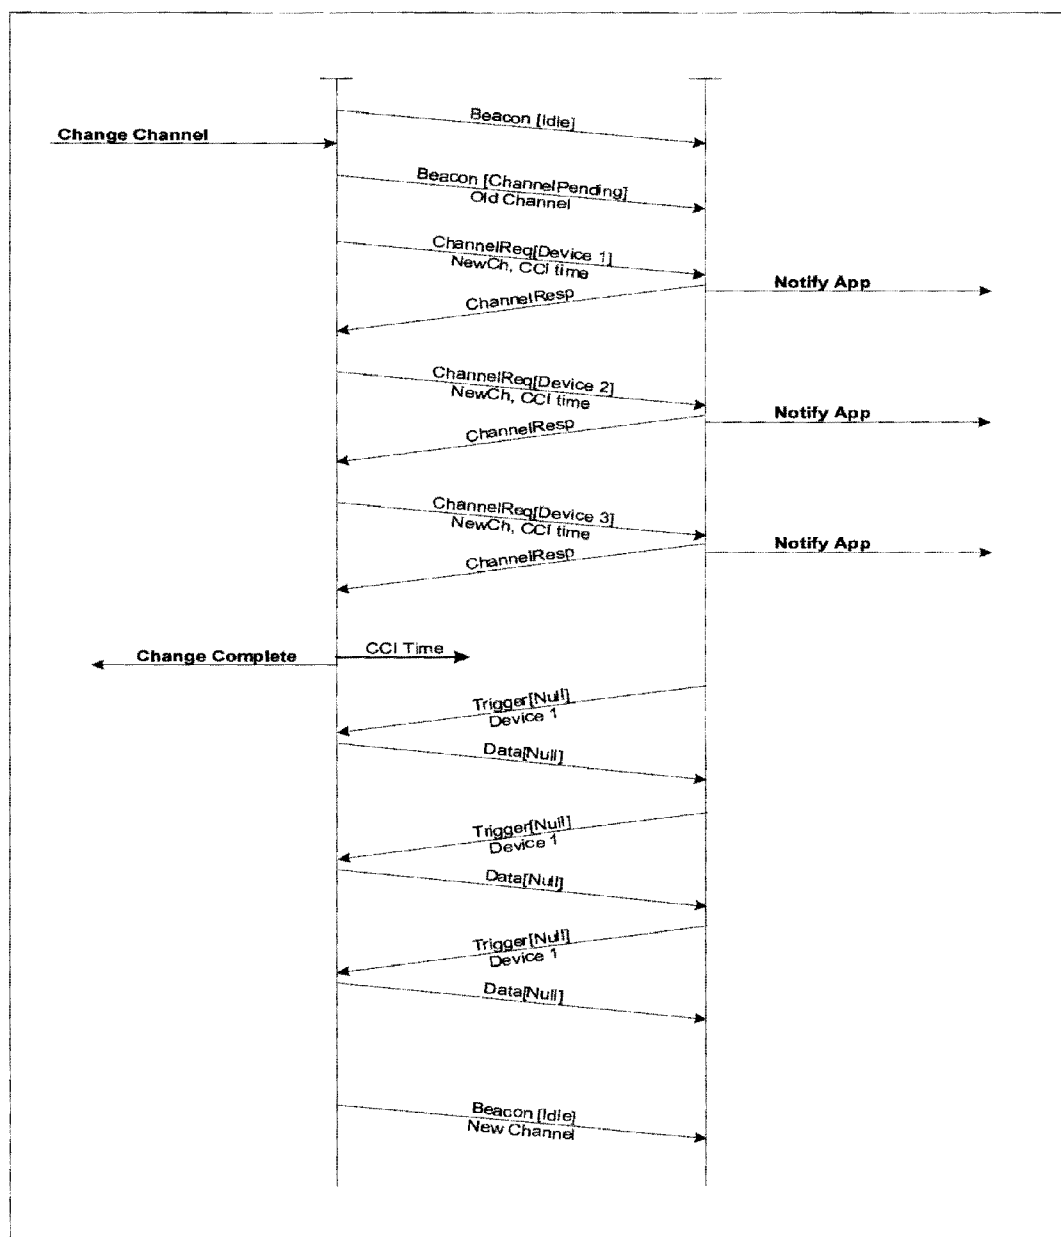 Beacon [Idle]
Change Channel
Beacon [ChannelPending]
Old Channel
ChannelReq[Device 1]
NewCh, CCI time
Notify App
ChannelResp
ChannelReq[Device 2]
NewCh, CCI time
Notify App
ChannelResp
ChannelReq[Device 3]
NewCh, CCI time
Notify App
ChannelResp
CCI Time
Change Complete
Trigger[Null]
Device 1
Data[Null]
Trigger[Null]
Device 1
Data[Null]
Trigger[Null]
Device 1
Data[Null]
Beacon [Idle]
New Channel